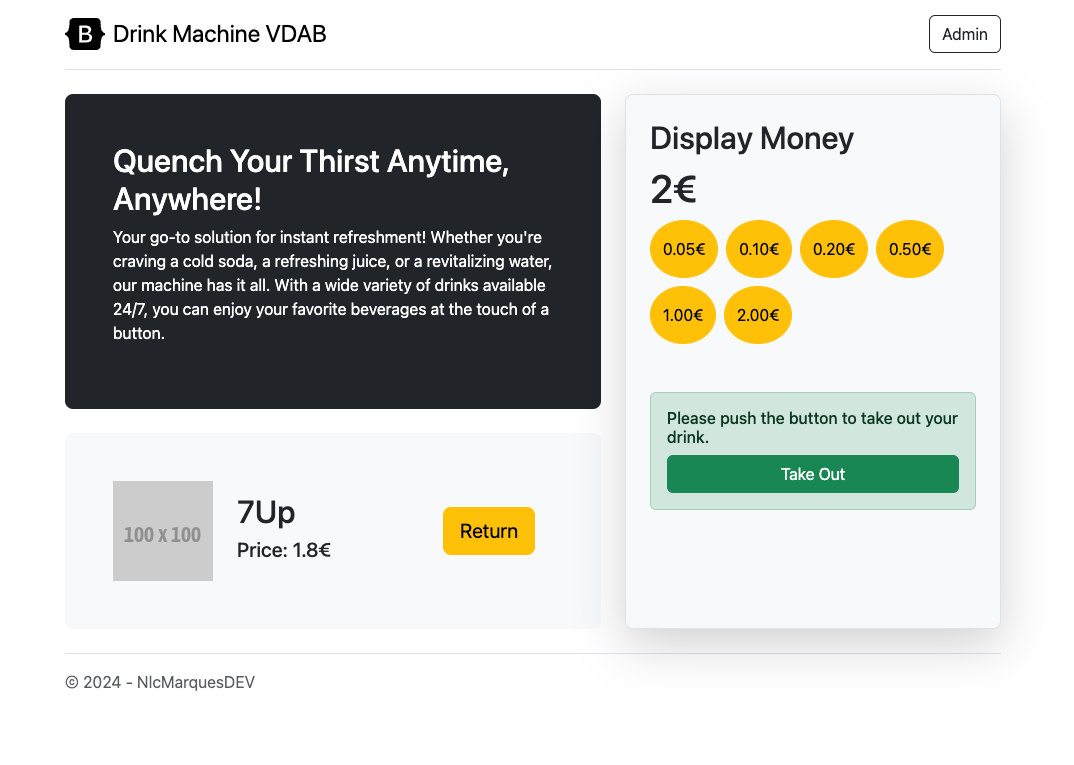 B Drink Machine VDAB
Admin
Quench Your Thirst Anytime,
Anywhere!
Your go-to solution for instant refreshment! Whether you're
craving a cold soda, a refreshing juice, or a revitalizing water,
our machine has it all. With a wide variety of drinks available
24/7, you can enjoy your favorite beverages at the touch of a
button.
100 x 100
7Up
Price: 1.8€
Return
Display Money
2€
0.05€ 0.10€ 0.20€ 0.50€
1.00€ 2.00€
Please push the button to take out your
drink.
Take Out
© 2024 - NlcMarquesDEV